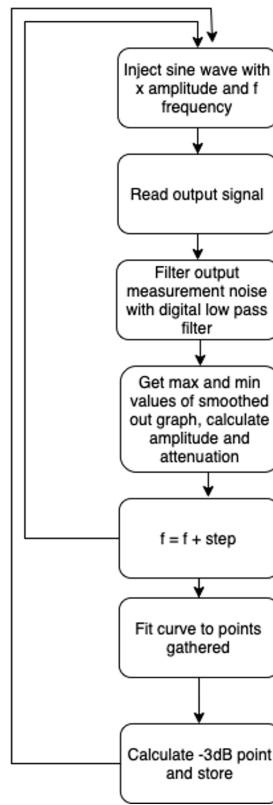 Inject sine wave with
x amplitude and f
frequency
Read output signal
Filter output
measurement noise
with digital low pass
filter
Get max and min
values of smoothed
out graph, calculate
amplitude and
attenuation
f = f + step
Fit curve to points
gathered
Calculate -3dB point
and store